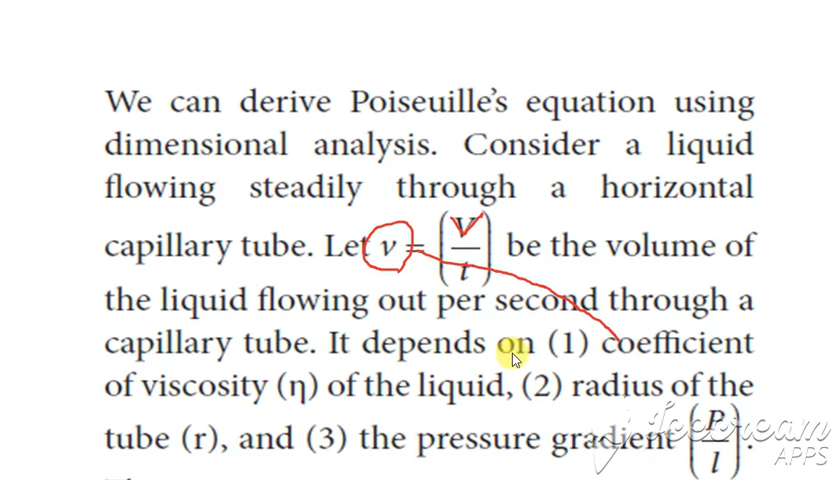 We can derive Poiseuille's equation using
dimensional analysis. Consider a liquid
flowing steadily through a horizontal
capillary tube. Let v = (V/t) be the volume of
the liquid flowing out per second through a
capillary tube. It depends on (1) coefficient
of viscosity (η) of the liquid, (2) radius of the
tube (r), and (3) the pressure gradient (P/l).
Icecream
APPS